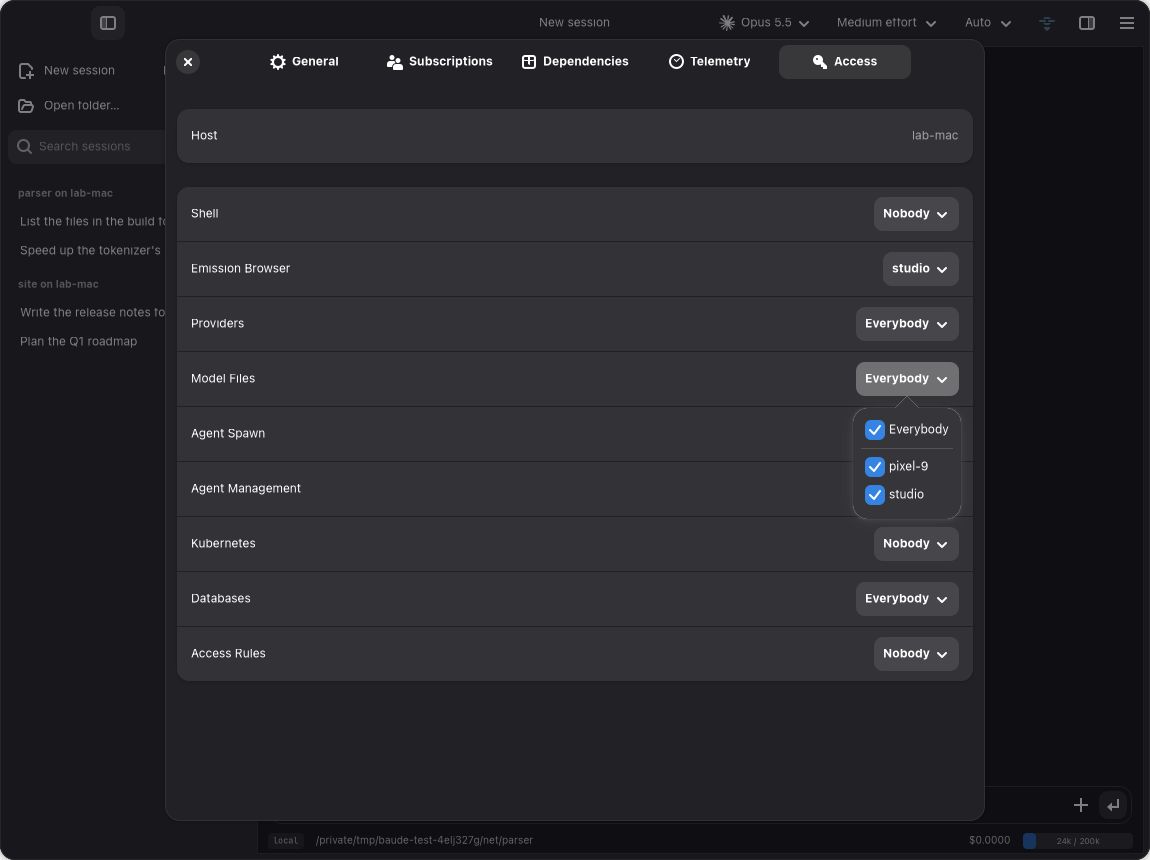 New session
Opus 5.5
Medium effort
Auto
New session
Open folder...
Search sessions
parser on lab-mac
List the files in the build
Speed up the tokenizer's
site on lab-mac
Write the release notes
Plan the Q1 roadmap
General
Subscriptions
Dependencies
Telemetry
Access
Host
lab-mac
Shell
Nobody
Emission Browser
studio
Providers
Everybody
Model Files
Everybody
Everybody
pixel-9
studio
Agent Spawn
Agent Management
Kubernetes
Nobody
Databases
Everybody
Access Rules
Nobody
local
/private/tmp/baude-test-4elj327g/net/parser
$0.0000
24k / 200k